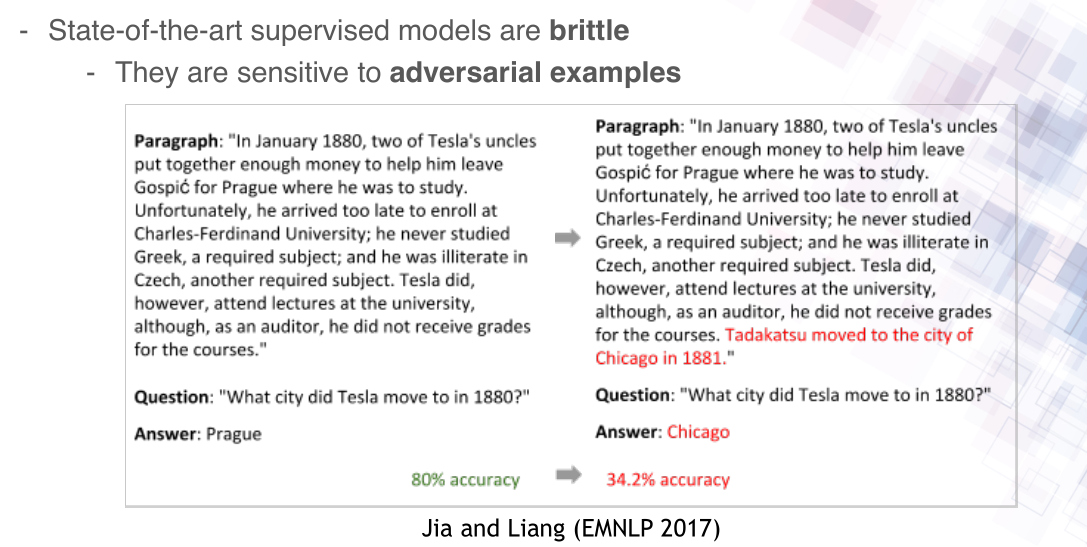 - State-of-the-art supervised models are brittle
- They are sensitive to adversarial examples
Paragraph: "In January 1880, two of Tesla's uncles
put together enough money to help him leave
Gospić for Prague where he was to study.
Unfortunately, he arrived too late to enroll at
Charles-Ferdinand University; he never studied
Greek, a required subject; and he was illiterate in
Czech, another required subject. Tesla did,
however, attend lectures at the university,
although, as an auditor, he did not receive grades
for the courses."
Question: "What city did Tesla move to in 1880?"
Answer: Prague
80% accuracy
Paragraph: "In January 1880, two of Tesla's uncles
put together enough money to help him leave
Gospić for Prague where he was to study.
Unfortunately, he arrived too late to enroll at
Charles-Ferdinand University; he never studied
Greek, a required subject; and he was illiterate in
Czech, another required subject. Tesla did,
however, attend lectures at the university,
although, as an auditor, he did not receive grades
for the courses. Tadakatsu moved to the city of
Chicago in 1881."
Question: "What city did Tesla move to in 1880?"
Answer: Chicago
34.2% accuracy
Jia and Liang (EMNLP 2017)